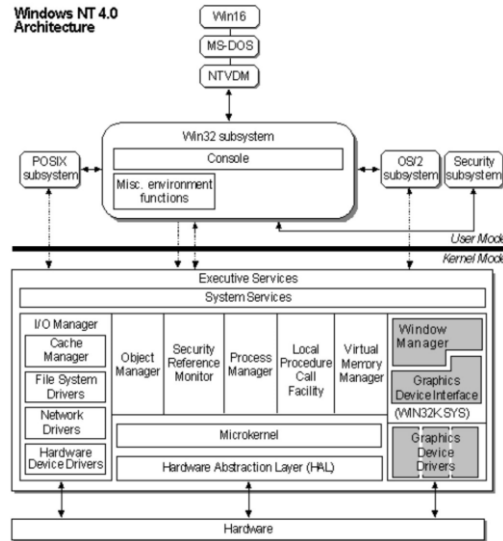 Windows NT 4.0
Architecture
Win16
MS-DOS
NTVDM
Win32 subsystem
Console
Misc. environment
functions
POSIX
subsystem
OS/2
subsystem
Security
subsystem
User Mode
Kernel Mode
Executive Services
System Services
I/O Manager
Cache
Manager
File System
Drivers
Network
Drivers
Hardware
Device Drivers
Object
Manager
Security
Reference
Monitor
Process
Manager
Local
Procedure
Call
Facility
Virtual
Memory
Manager
Window
Manager
Graphics
Device Interface
(WIN32K.SYS)
Graphics
Device
Drivers
Microkernel
Hardware Abstraction Layer (HAL)
Hardware